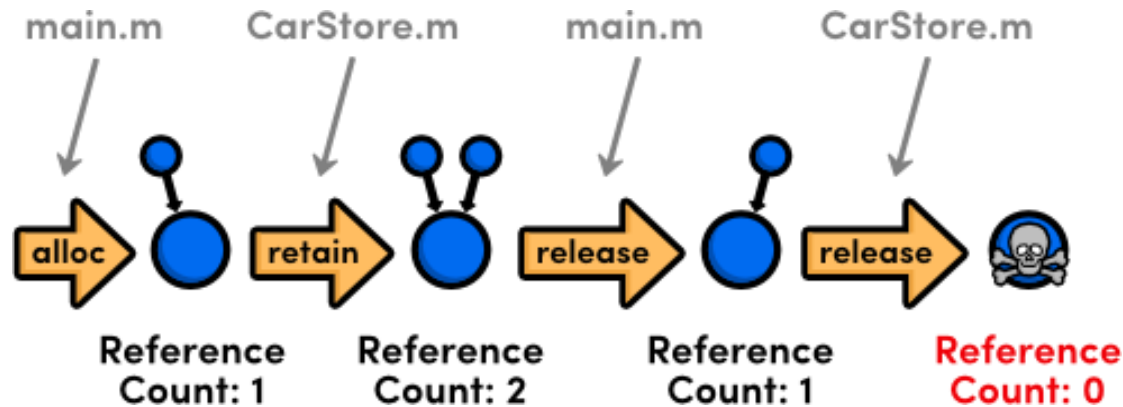 main.m
CarStore.m
main.m
CarStore.m
alloc
retain
release
release
Reference
Count: 1
Reference
Count: 2
Reference
Count: 1
Reference
Count: 0